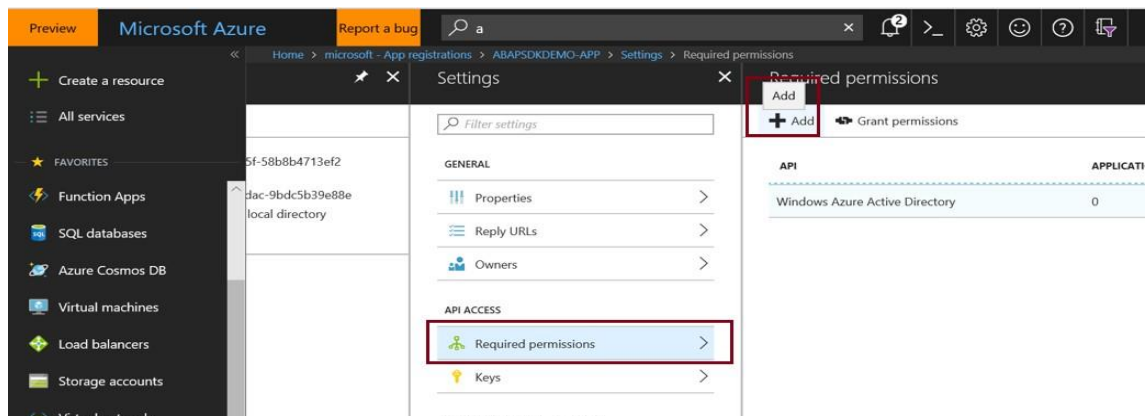 Preview
Microsoft Azure
Report a bug
a
2
Home > microsoft - App registrations > ABAPSDKDEMO-APP > Settings > Required permissions
Create a resource
All services
FAVORITES
Function Apps
SQL databases
Azure Cosmos DB
Virtual machines
Load balancers
Storage accounts
5f-58b8b4713ef2
dac-9bdc5b39e88e
local directory
Settings
Filter settings
GENERAL
Properties
Reply URLs
Owners
API ACCESS
Required permissions
Keys
Required permissions
Add
Add
Grant permissions
API APPLICATI
Windows Azure Active Directory 0